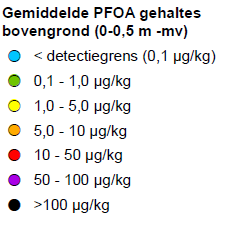 Gemiddelde PFOA gehaltes
bovengrond (0-0,5 m -mv)
< detectiegrens (0,1 µg/kg)
0,1 - 1,0 µg/kg
1,0 - 5,0 µg/kg
5,0 - 10 µg/kg
10 - 50 µg/kg
50 - 100 µg/kg
>100 µg/kg